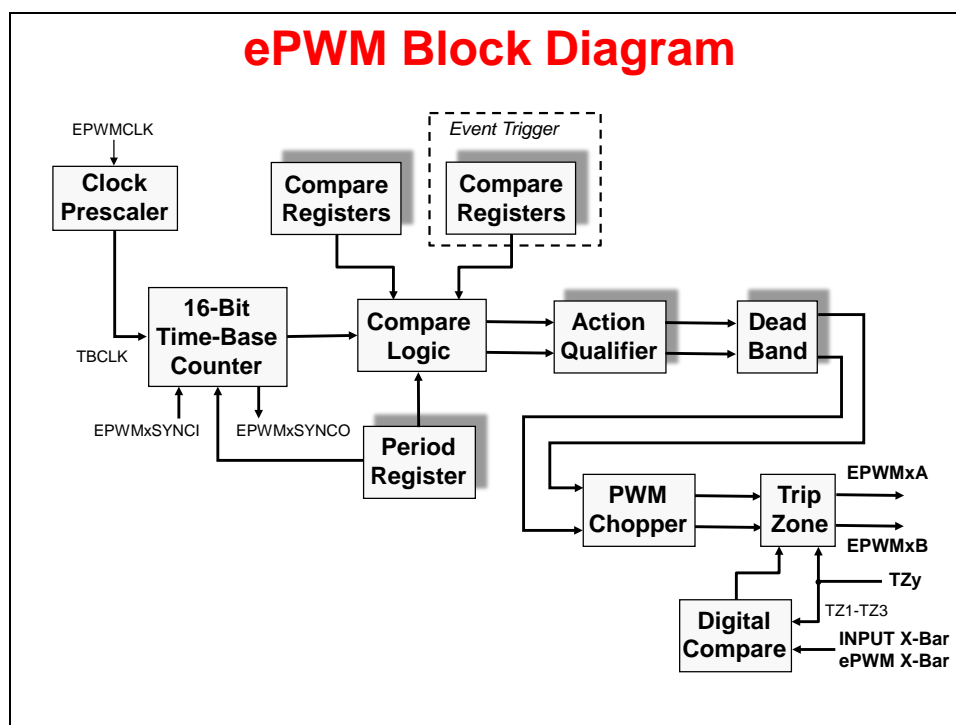 ePWM Block Diagram
EPWMCLK
Clock
Prescaler
Compare
Registers
Event Trigger
Compare
Registers
TBCLK
16-Bit
Time-Base
Counter
Compare
Logic
Action
Qualifier
Dead
Band
EPWMxSYNCI
EPWMxSYNCO
Period
Register
PWM
Chopper
Trip
Zone
EPWMxA
EPWMxB
TZy
TZ1-TZ3
Digital
Compare
INPUT X-Bar
ePWM X-Bar